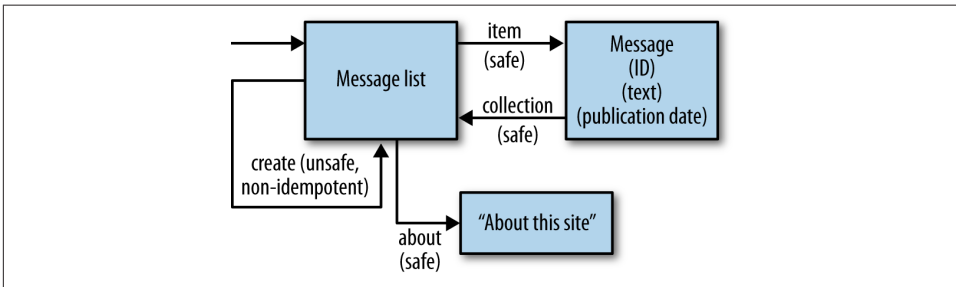 item
(safe)
Message list
Message
(ID)
(text)
(publication date)
collection
(safe)
create (unsafe,
non-idempotent)
about
(safe)
“About this site”